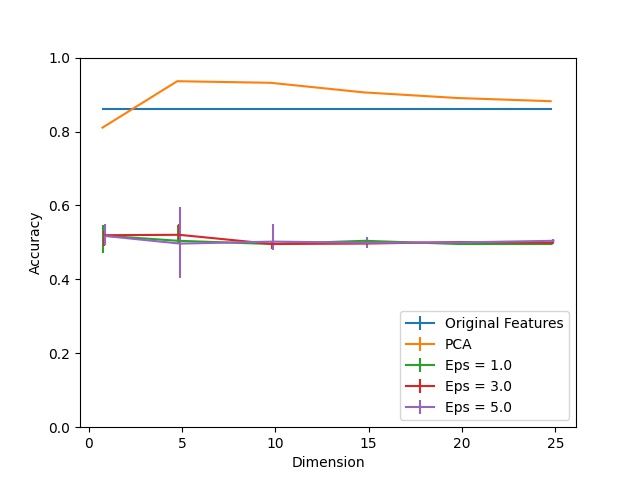 1.0
0.8
0.6
0.4
0.2
0.0
Accuracy
0 5 10 15 20 25
Dimension
Original Features
PCA
Eps = 1.0
Eps = 3.0
Eps = 5.0